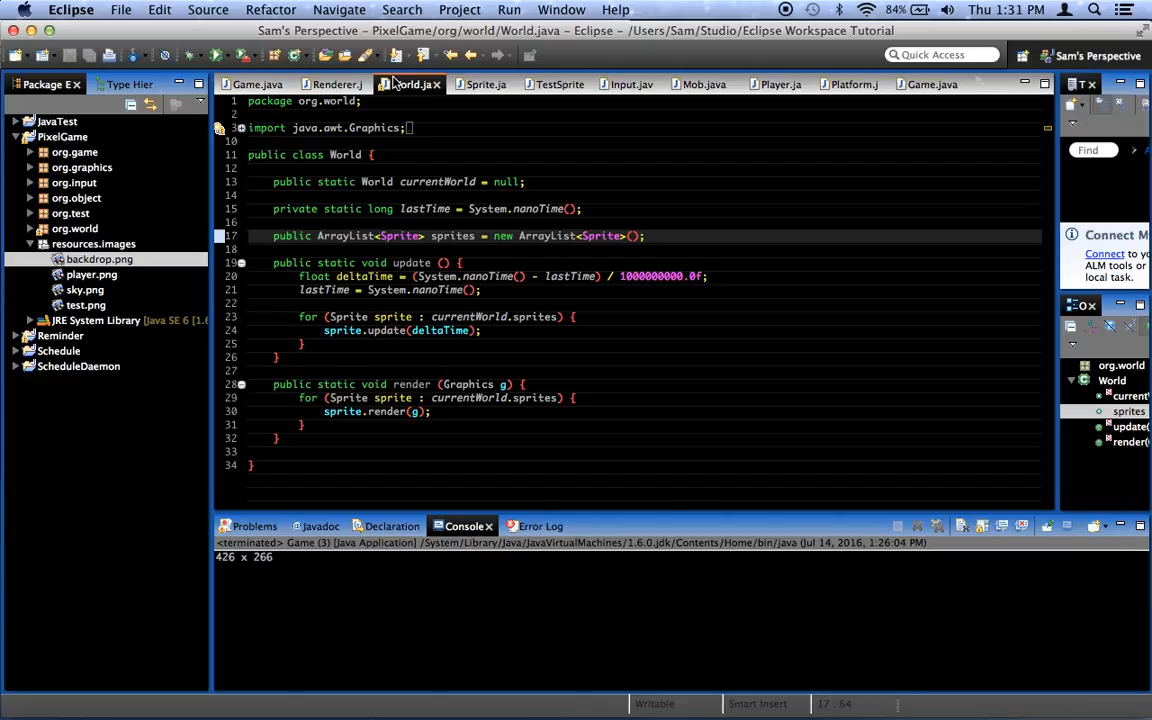 Eclipse File Edit Source Refactor Navigate Search Project Run Window Help 84% Thu 1:31 PM
Sam's Perspective - PixelGame/org/world/World.java - Eclipse - /Users/Sam/Studio/Eclipse Workspace Tutorial
Quick Access Sam's Perspective
Package E Type Hier
Game.java Renderer.j World.ja Sprite.ja TestSprite Input.jav Mob.java Player.ja Platform.j Game.java T
JavaTest
PixelGame
org.game
org.graphics
org.input
org.object
org.test
org.world
resources.images
backdrop.png
player.png
sky.png
test.png
JRE System Library [Java SE 6 [1.6
Reminder
Schedule
ScheduleDaemon
1 package org.world;
2
3 import java.awt.Graphics;
10
11 public class World {
12
13 public static World currentWorld = null;
14
15 private static long lastTime = System.nanoTime();
16
17 public ArrayList<Sprite> sprites = new ArrayList<Sprite>();
18
19 public static void update () {
20 float deltaTime = (System.nanoTime() - lastTime) / 1000000000.0f;
21 lastTime = System.nanoTime();
22
23 for (Sprite sprite : currentWorld.sprites) {
24 sprite.update(deltaTime);
25 }
26 }
27
28 public static void render (Graphics g) {
29 for (Sprite sprite : currentWorld.sprites) {
30 sprite.render(g);
31 }
32 }
33
34 }
Find
Connect M
Connect to y
ALM tools or
local task.
O
org.world
World
current
sprites
update(
render(
Problems Javadoc Declaration Console Error Log
<terminated> Game (3) [Java Application] /System/Library/Java/JavaVirtualMachines/1.6.0.jdk/Contents/Home/bin/java (Jul 14, 2016, 1:26:04 PM)
426 x 266
Writable Smart Insert 17 : 64